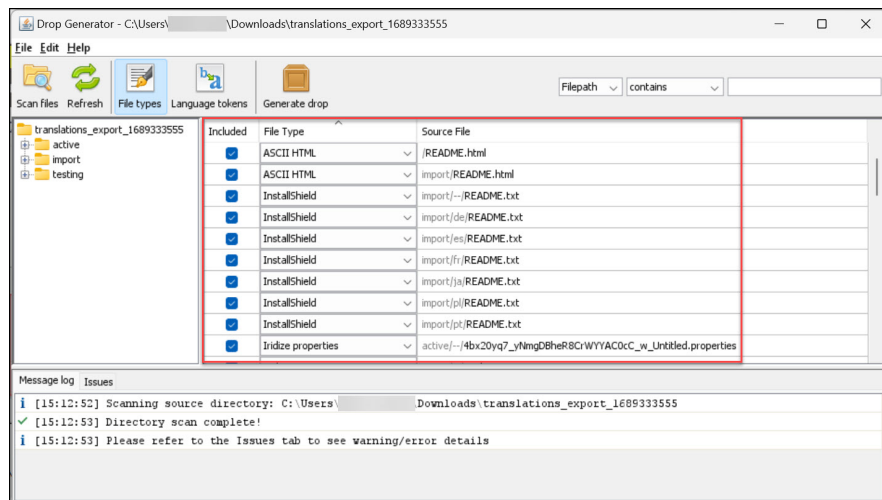 Drop Generator - C:\Users\ \Downloads\translations_export_1689333555
File Edit Help
Scan files Refresh File types Language tokens Generate drop
Filepath contains
translations_export_1689333555
active
import
testing
Included File Type Source File
ASCII HTML /README.html
ASCII HTML import/README.html
InstallShield import/--/README.txt
InstallShield import/de/README.txt
InstallShield import/es/README.txt
InstallShield import/fr/README.txt
InstallShield import/ja/README.txt
InstallShield import/pl/README.txt
InstallShield import/pt/README.txt
Iridize properties active/--/4bx20yq7_yNmgDBheR8CrWYYAC0cC_w_Untitled.properties
Message log Issues
[15:12:52] Scanning source directory: C:\Users\ Downloads\translations_export_1689333555
[15:12:53] Directory scan complete!
[15:12:53] Please refer to the Issues tab to see warning/error details